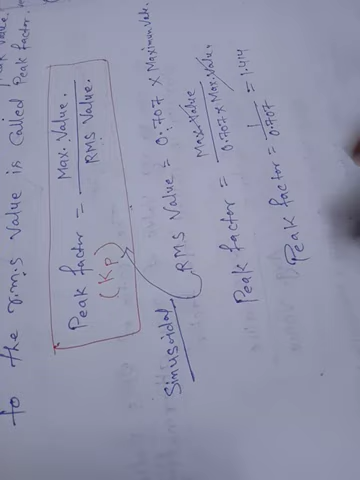 to the r.m.s value is called Peak factor.
Peak factor = Max. Value. / RMS Value.
(Kp)
Sinusoidal
RMS Value = 0.707 × Maximum Value.
Peak factor = Max. Value / 0.707 × Max. Value
Peak factor = 1 / 0.707 = 1.414